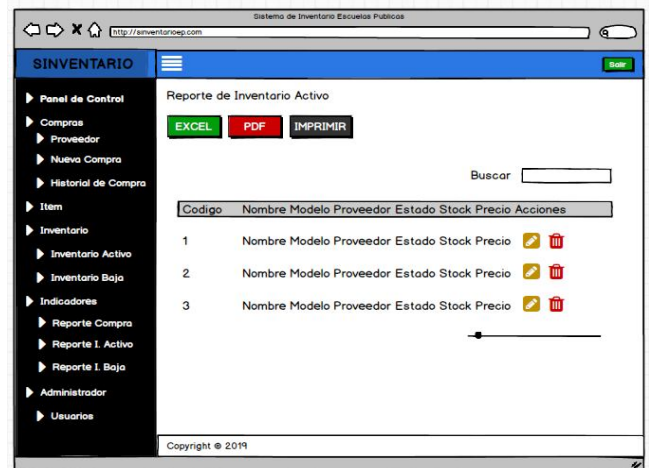 Sistema de Inventario Escuelas Publicas
http://sinventarioep.com
SINVENTARIO
Salir
Panel de Control
Compras
Proveedor
Nueva Compra
Historial de Compra
Item
Inventario
Inventario Activo
Inventario Baja
Indicadores
Reporte Compra
Reporte I. Activo
Reporte I. Baja
Administrador
Usuarios
Reporte de Inventario Activo
EXCEL PDF IMPRIMIR
Buscar
Codigo Nombre Modelo Proveedor Estado Stock Precio Acciones
1 Nombre Modelo Proveedor Estado Stock Precio
2 Nombre Modelo Proveedor Estado Stock Precio
3 Nombre Modelo Proveedor Estado Stock Precio
Copyright © 2019